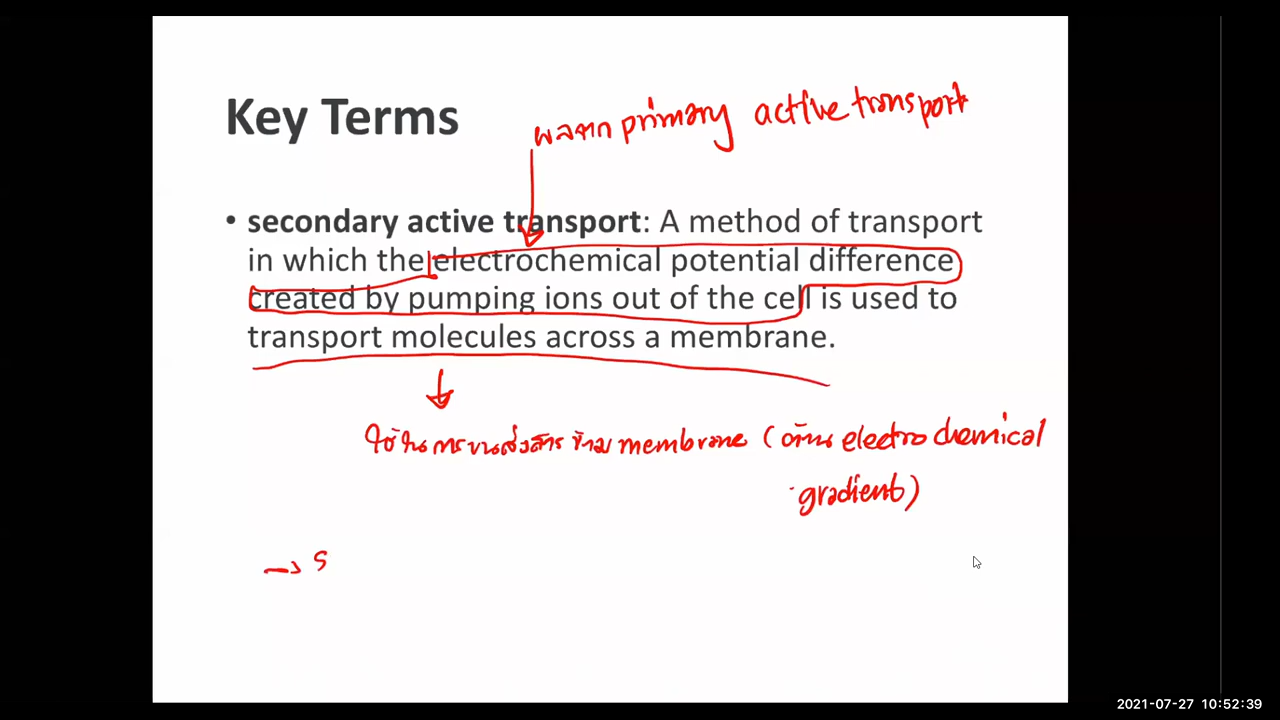 Key Terms
ผลจาก primary active transport
• secondary active transport: A method of transport
in which the electrochemical potential difference
created by pumping ions out of the cell is used to
transport molecules across a membrane.
ใช้ในการขนส่งสาร ข้าม membrane (ต้าน electrochemical
gradient)
→ S
2021-07-27 10:52:39